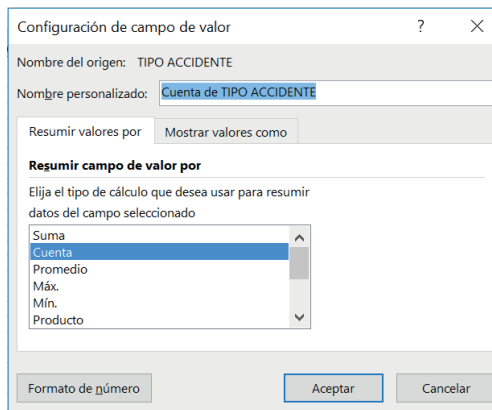 Configuración de campo de valor ?
Nombre del origen: TIPO ACCIDENTE
Nombre personalizado: Cuenta de TIPO ACCIDENTE
Resumir valores por Mostrar valores como
Resumir campo de valor por
Elija el tipo de cálculo que desea usar para resumir
datos del campo seleccionado
Suma
Cuenta
Promedio
Máx.
Mín.
Producto
Formato de número Aceptar Cancelar